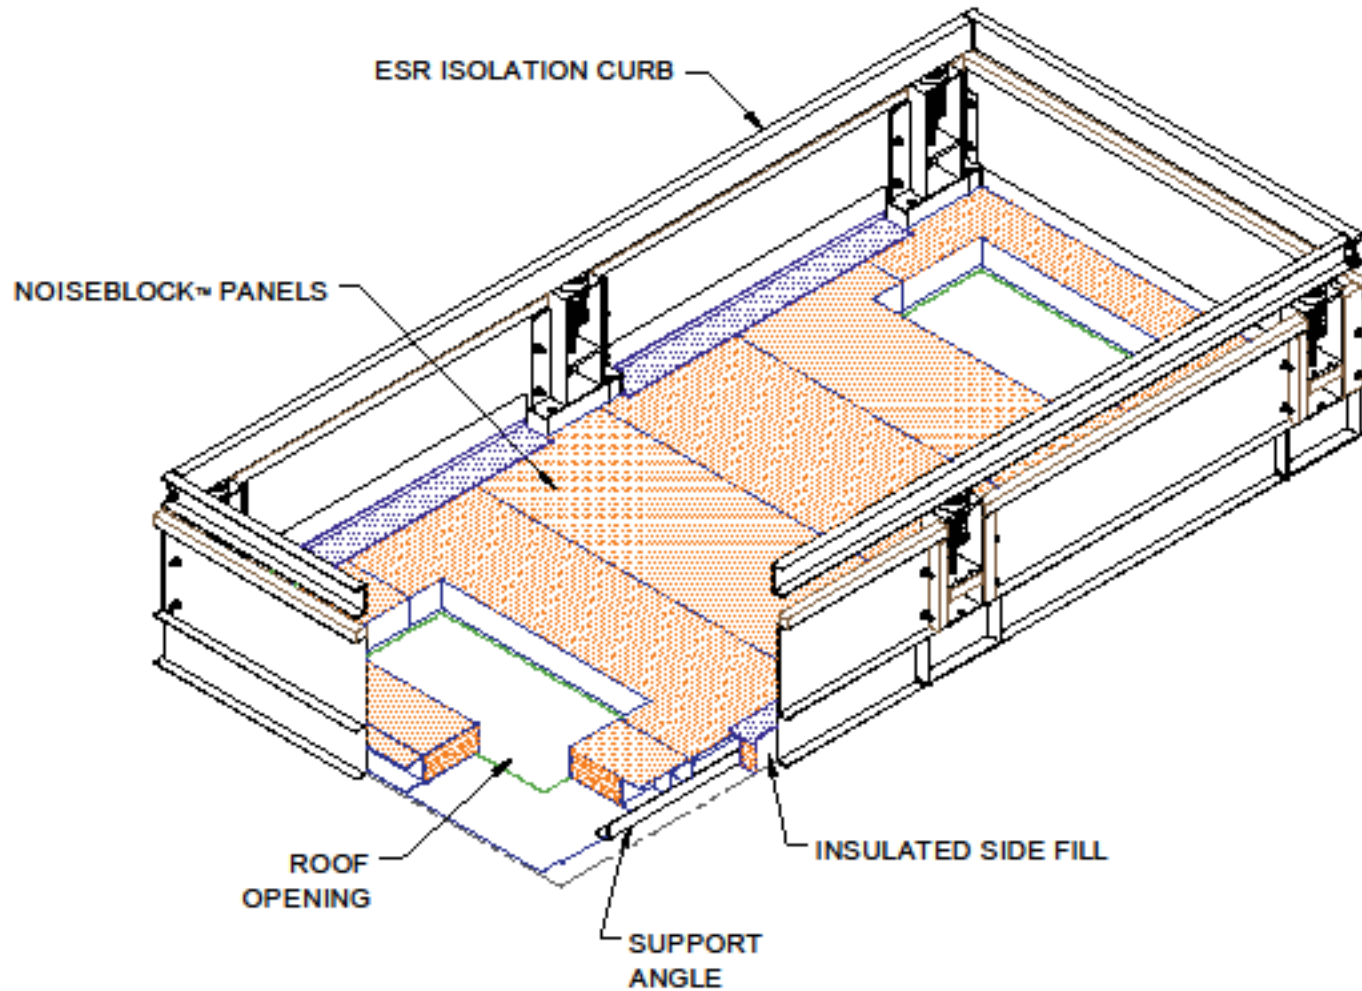 ESR ISOLATION CURB
NOISEBLOCK™ PANELS
INSULATED SIDE FILL
ROOF
OPENING
SUPPORT
ANGLE